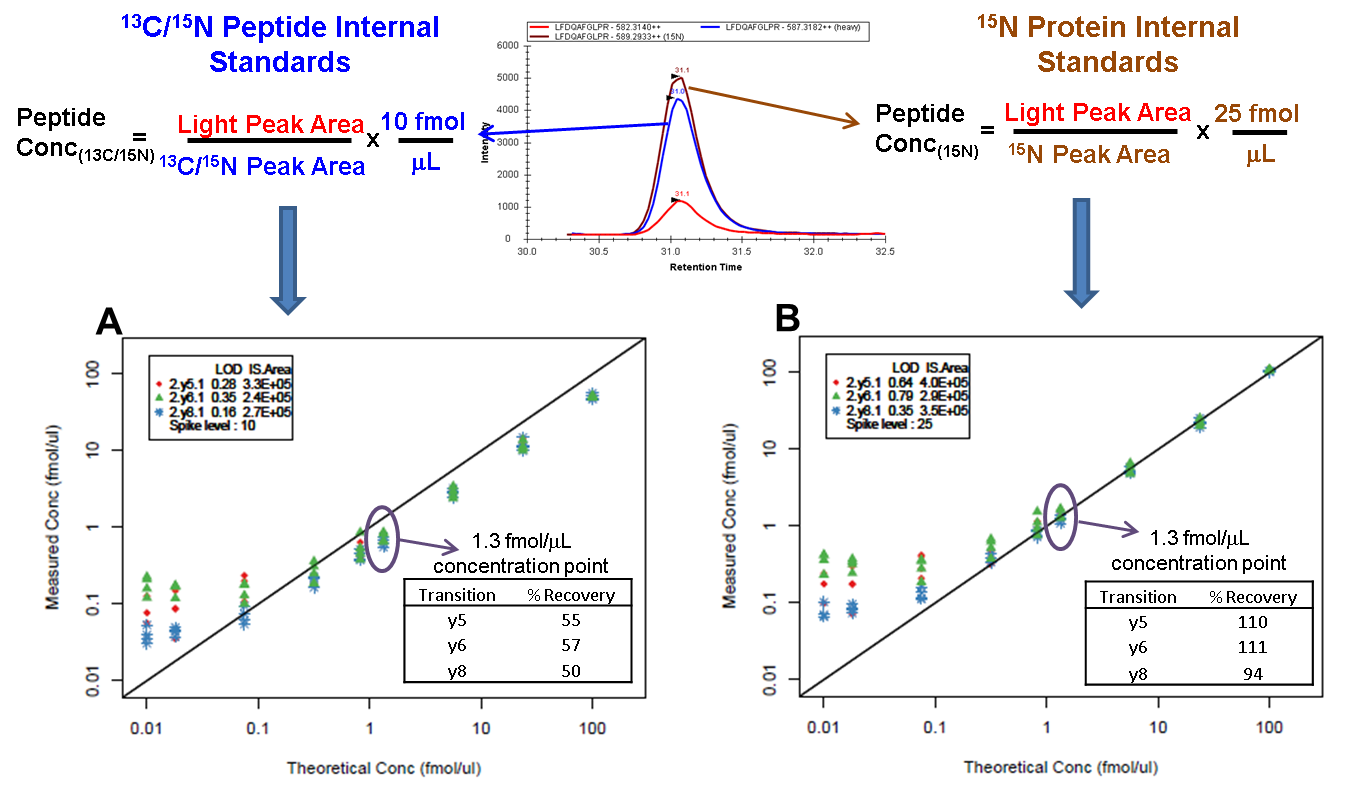 13C/15N Peptide Internal
Standards
Peptide
Conc(13C/15N) = Light Peak Area
13C/15N Peak Area
x 10 fmol
μL
LFDQAFGLPR - 582.3140++
LFDQAFGLPR - 587.3182++ (heavy)
LFDQAFGLPR - 589.2933++ (15N)
6000
5000
4000
3000
2000
1000
0
Intensity
31.1
31.0
31.1
30.0 30.5 31.0 31.5 32.0 32.5
Retention Time
15N Protein Internal
Standards
Peptide
Conc(15N) = Light Peak Area
15N Peak Area
x 25 fmol
μL
A
LOD IS.Area
2.y5.1 0.28 3.3E+05
2.y6.1 0.35 2.4E+05
2.y8.1 0.16 2.7E+05
Spike level : 10
Measured Conc (fmol/ul)
100
10
1
0.1
0.01
1.3 fmol/μL
concentration point
Transition % Recovery
y5 55
y6 57
y8 50
0.01 0.1 1 10 100
Theoretical Conc (fmol/ul)
B
LOD IS.Area
2.y5.1 0.64 4.0E+05
2.y6.1 0.79 2.9E+05
2.y8.1 0.35 3.5E+05
Spike level : 25
Measured Conc (fmol/ul)
100
10
1
0.1
0.01
1.3 fmol/μL
concentration point
Transition % Recovery
y5 110
y6 111
y8 94
0.01 0.1 1 10 100
Theoretical Conc (fmol/ul)